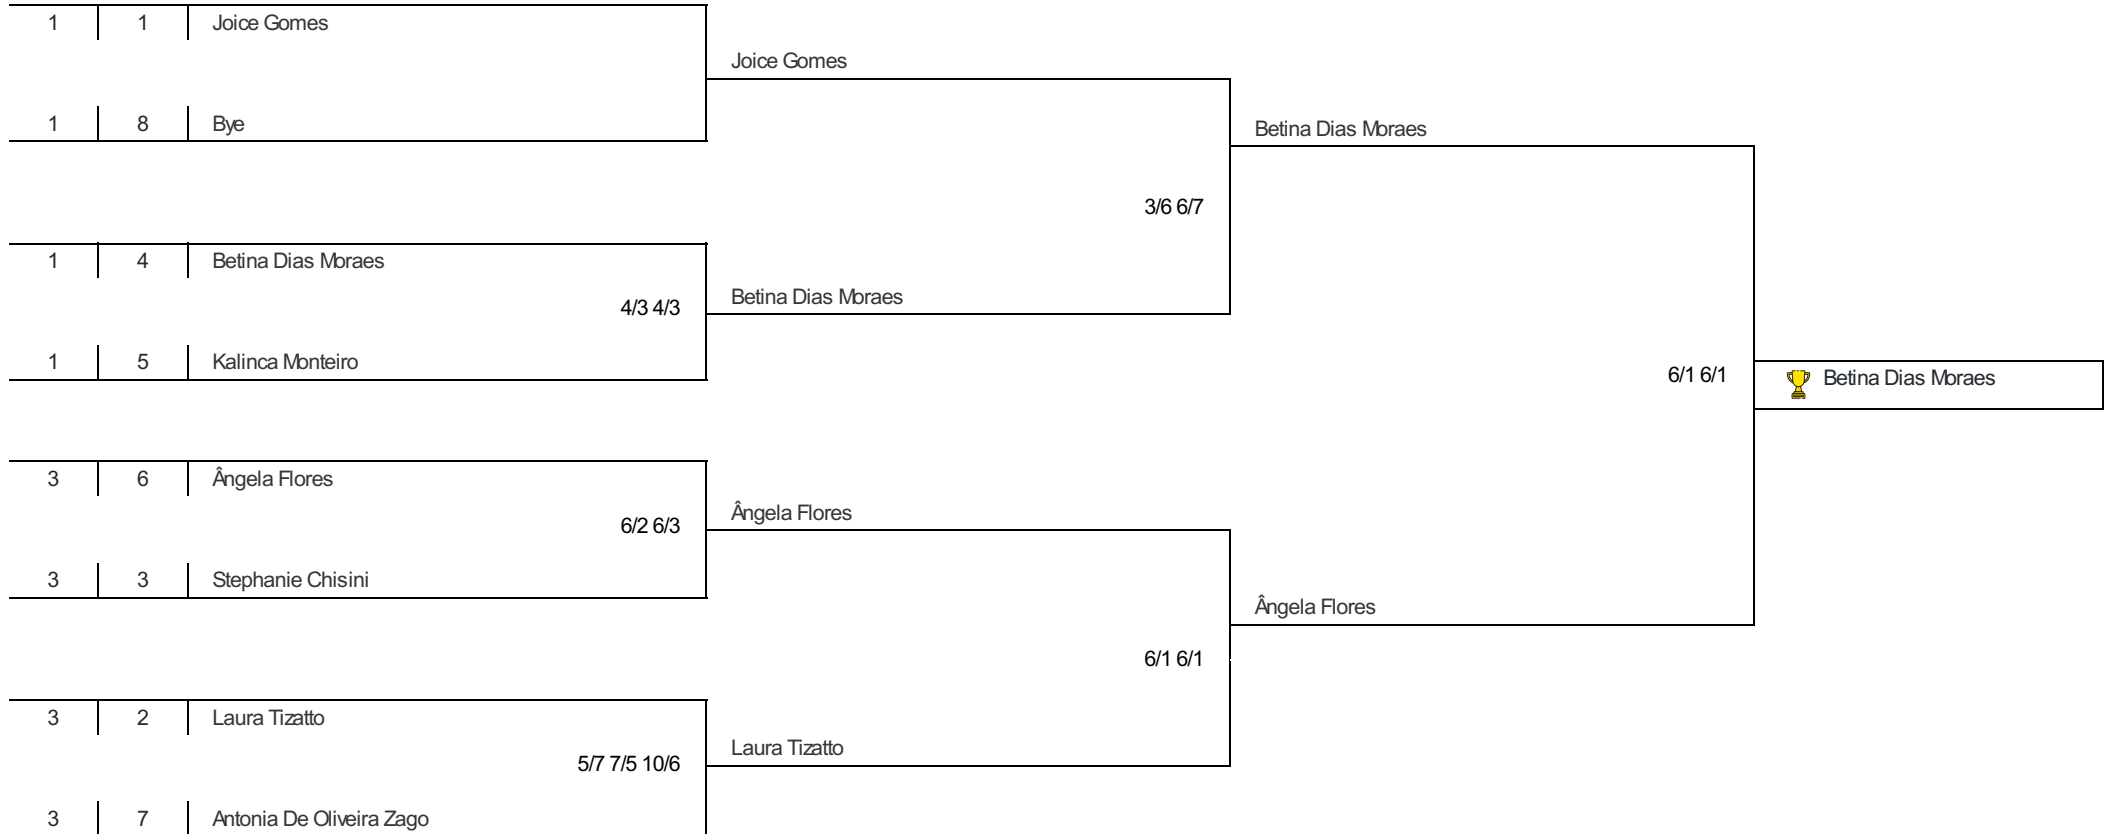 1 1 Joice Gomes
Joice Gomes
1 8 Bye
Betina Dias Moraes
3/6 6/7
1 4 Betina Dias Moraes
4/3 4/3
Betina Dias Moraes
1 5 Kalinca Monteiro
6/1 6/1
Betina Dias Moraes
3 6 Ângela Flores
6/2 6/3
Ângela Flores
3 3 Stephanie Chisini
Ângela Flores
6/1 6/1
3 2 Laura Tizatto
5/7 7/5 10/6
Laura Tizatto
3 7 Antonia De Oliveira Zago